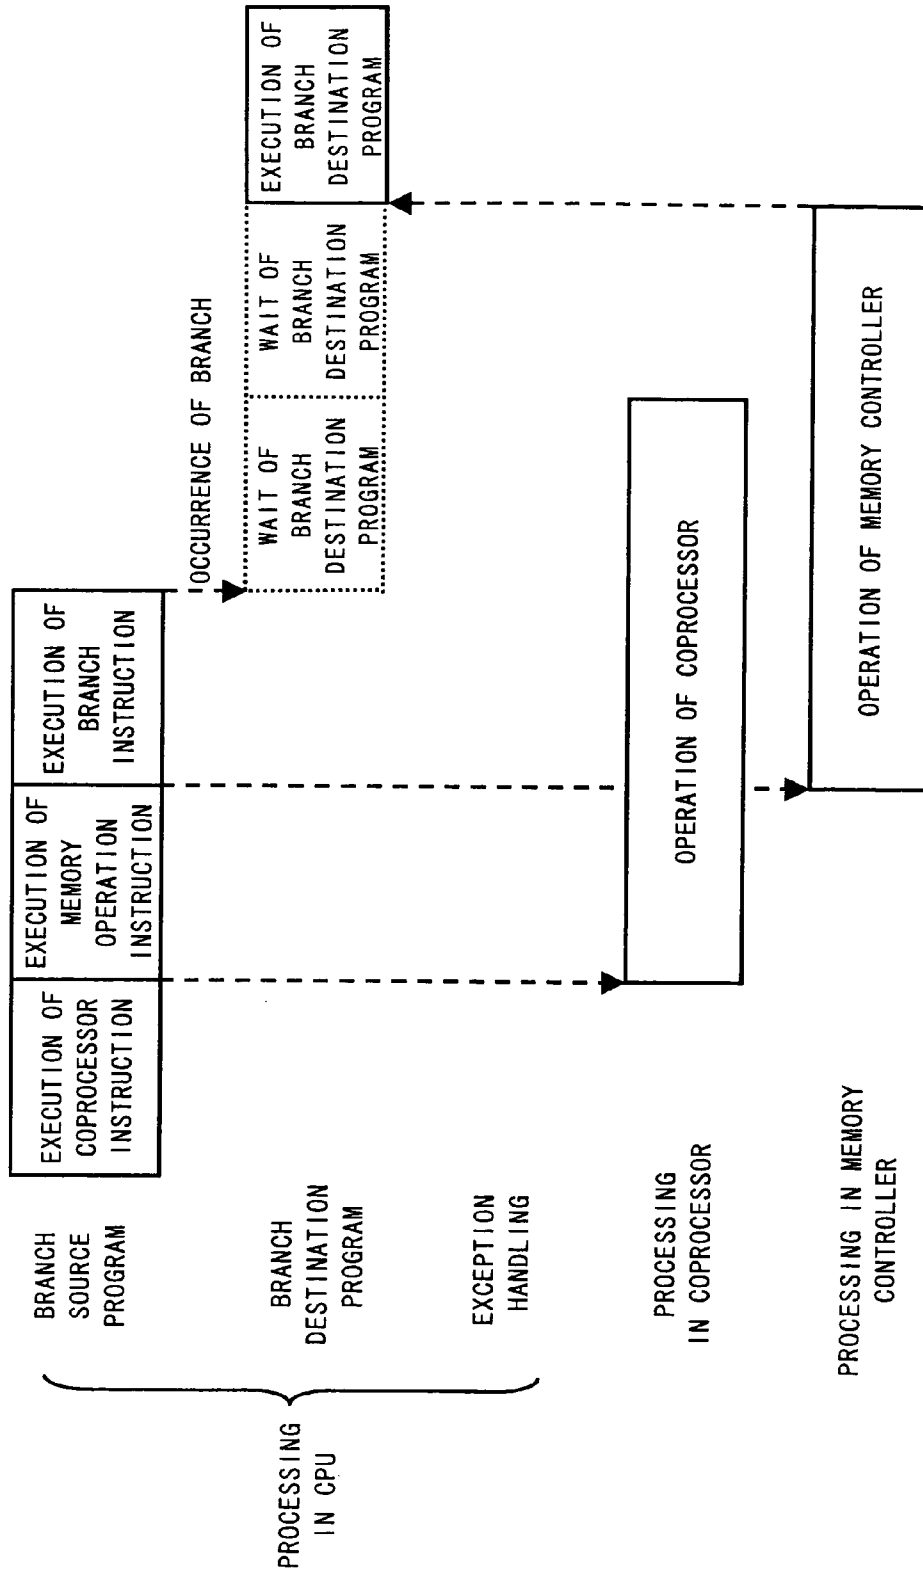 PROCESSING
IN CPU
BRANCH
SOURCE
PROGRAM
EXECUTION OF
COPROCESSOR
INSTRUCTION
EXECUTION OF
MEMORY
OPERATION
INSTRUCTION
EXECUTION OF
BRANCH
INSTRUCTION
OCCURRENCE OF BRANCH
BRANCH
DESTINATION
PROGRAM
WAIT OF
BRANCH
DESTINATION
PROGRAM
WAIT OF
BRANCH
DESTINATION
PROGRAM
EXECUTION OF
BRANCH
DESTINATION
PROGRAM
EXCEPTION
HANDLING
PROCESSING
IN COPROCESSOR
OPERATION OF COPROCESSOR
PROCESSING IN MEMORY
CONTROLLER
OPERATION OF MEMORY CONTROLLER